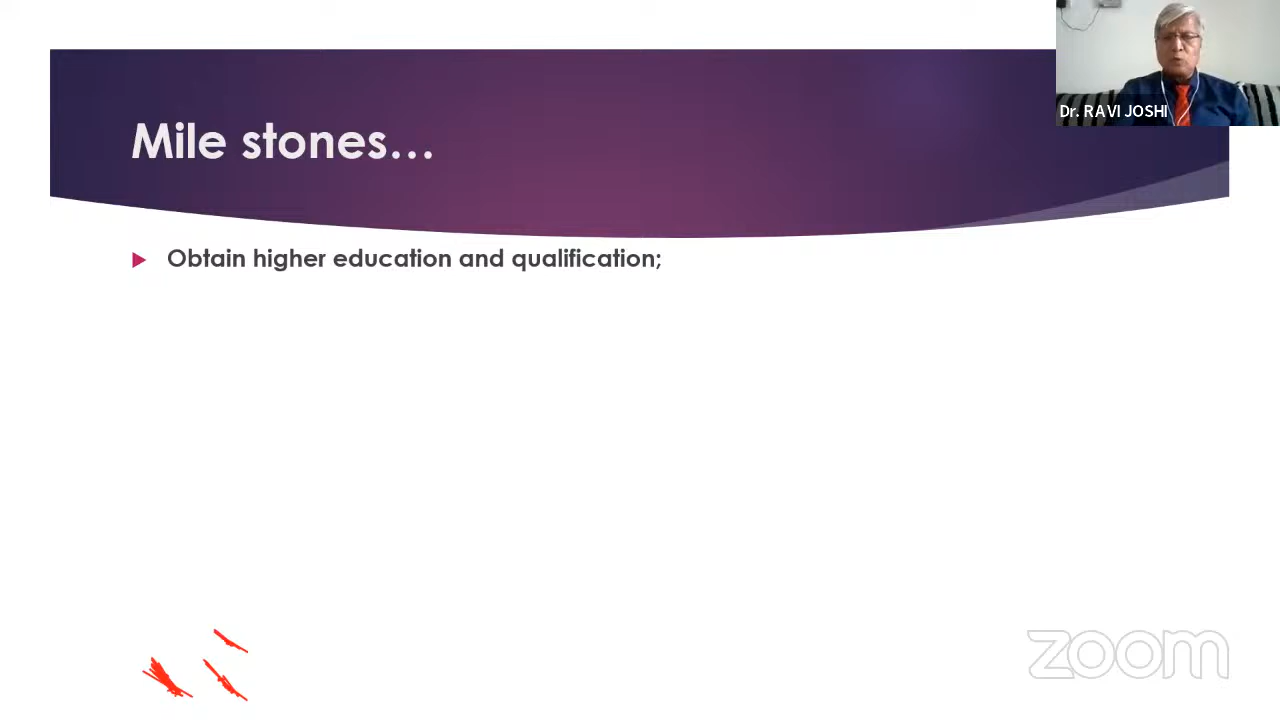 Dr. RAVI JOSHI
Mile stones...
Obtain higher education and qualification;
zoom